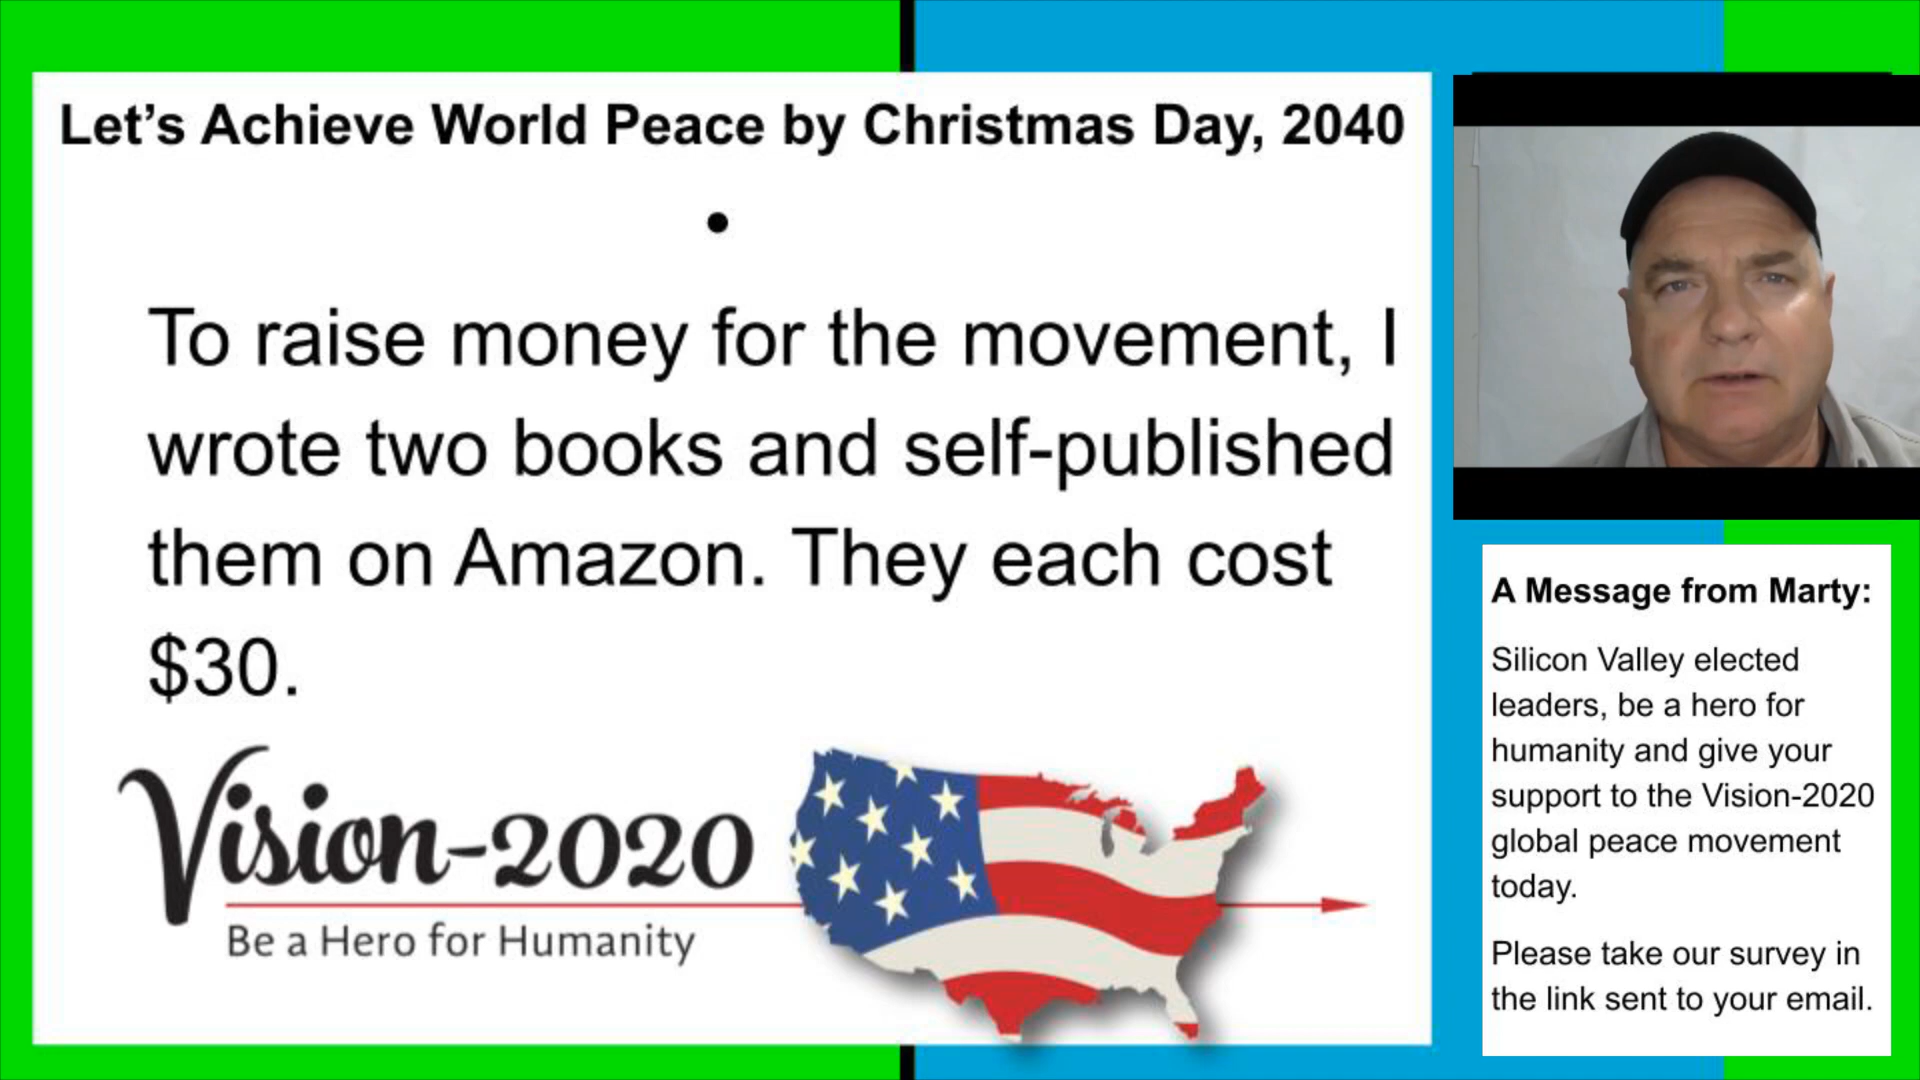 Let’s Achieve World Peace by Christmas Day, 2040
•
To raise money for the movement, I
wrote two books and self-published
them on Amazon. They each cost
$30.
Vision-2020
Be a Hero for Humanity
A Message from Marty:
Silicon Valley elected
leaders, be a hero for
humanity and give your
support to the Vision-2020
global peace movement
today.
Please take our survey in
the link sent to your email.